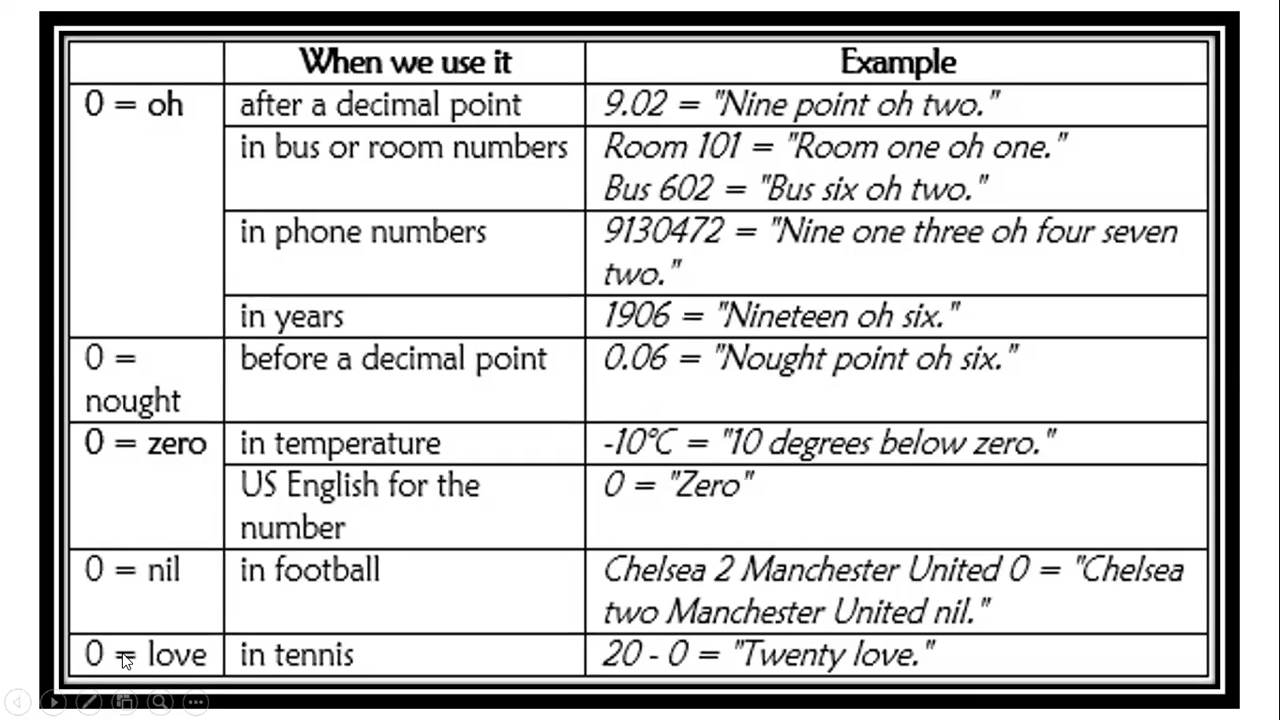 When we use it Example
0 = oh after a decimal point 9.02 = "Nine point oh two."
in bus or room numbers Room 101 = "Room one oh one."
Bus 602 = "Bus six oh two."
in phone numbers 9130472 = "Nine one three oh four seven
two."
in years 1906 = "Nineteen oh six."
0 = before a decimal point 0.06 = "Nought point oh six."
nought
0 = zero in temperature -10°C = "10 degrees below zero."
US English for the 0 = "Zero"
number
0 = nil in football Chelsea 2 Manchester United 0 = "Chelsea
two Manchester United nil."
0 = love in tennis 20 - 0 = "Twenty love."